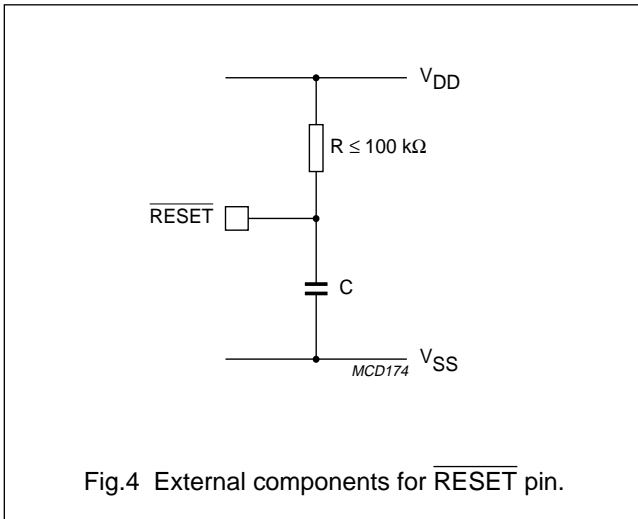 VDD
R ≤ 100 kΩ
RESET
C
MCD174
VSS
Fig.4 External components for RESET pin.